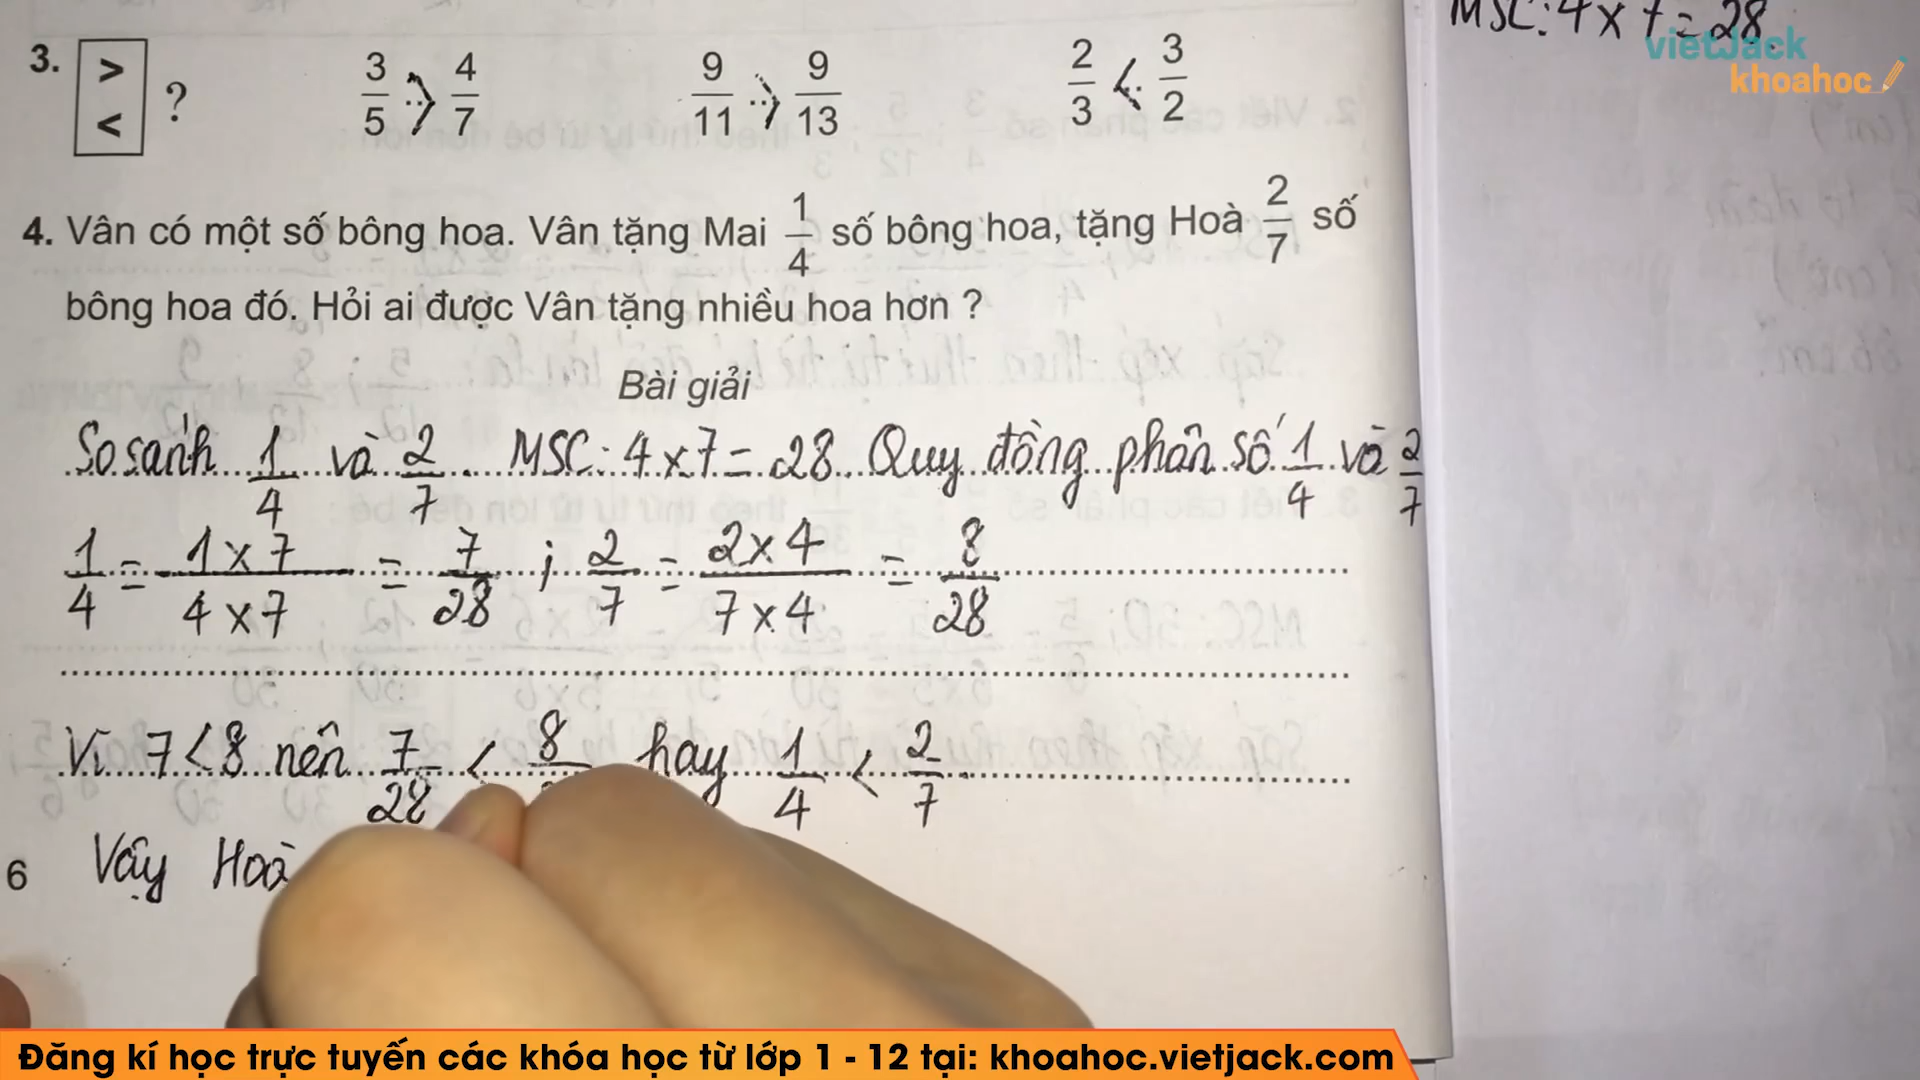 MSC: 4 x 7 = 28
vietJack
khoahoc
3. > < ? 3/5 > 4/7 9/11 > 9/13 2/3 < 3/2
4. Vân có một số bông hoa. Vân tặng Mai 1/4 số bông hoa, tặng Hoà 2/7 số
bông hoa đó. Hỏi ai được Vân tặng nhiều hoa hơn ?
Bài giải
So sánh 1/4 và 2/7. MSC: 4 x 7 = 28. Quy đồng phân số 1/4 và 2/7
1/4 = 1 x 7 / 4 x 7 = 7/28 ; 2/7 = 2 x 4 / 7 x 4 = 8/28
Vì 7 < 8 nên 7/28 < 8 hay 1/4 < 2/7
Vậy Hoà
6
Đăng kí học trực tuyến các khóa học từ lớp 1 - 12 tại: khoahoc.vietjack.com